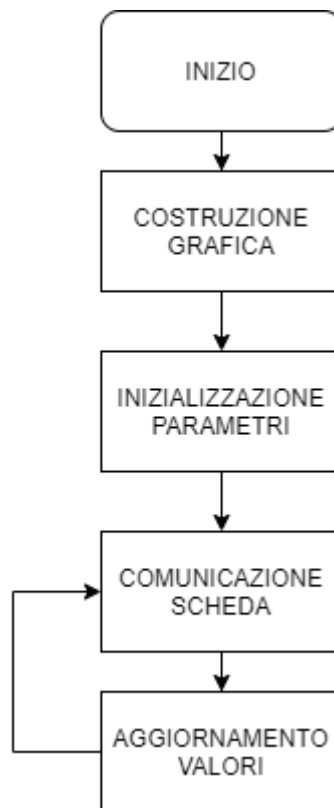 INIZIO
COSTRUZIONE
GRAFICA
INIZIALIZZAZIONE
PARAMETRI
COMUNICAZIONE
SCHEDA
AGGIORNAMENTO
VALORI